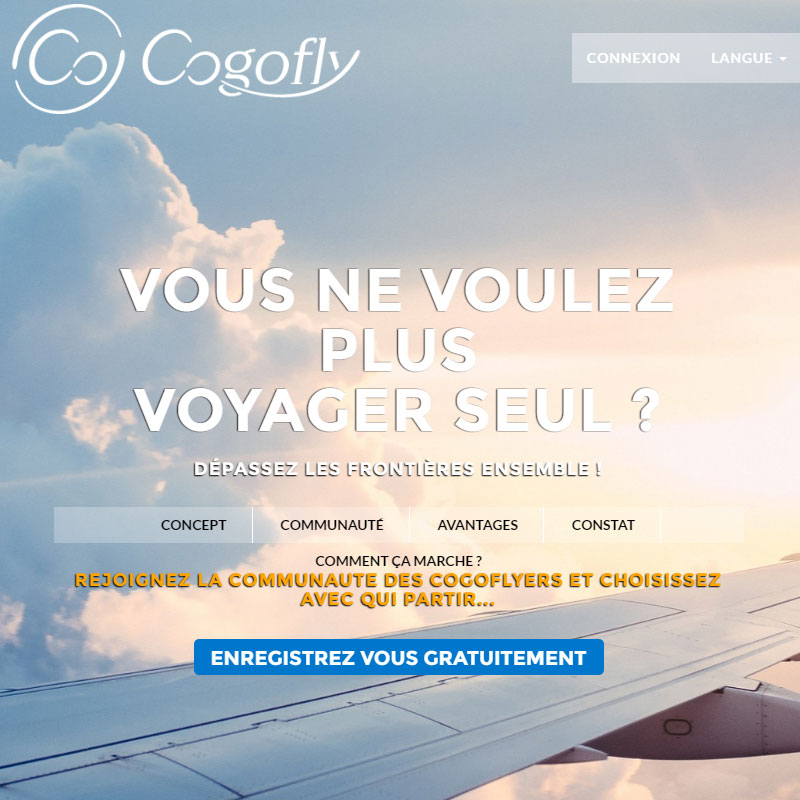 Co Cogofly
CONNEXION LANGUE
VOUS NE VOULEZ
PLUS
VOYAGER SEUL ?
DÉPASSEZ LES FRONTIÈRES ENSEMBLE !
CONCEPT COMMUNAUTÉ AVANTAGES CONSTAT
COMMENT ÇA MARCHE ?
REJOIGNEZ LA COMMUNAUTE DES COGOFLYERS ET CHOISISSEZ
AVEC QUI PARTIR...
ENREGISTREZ VOUS GRATUITEMENT